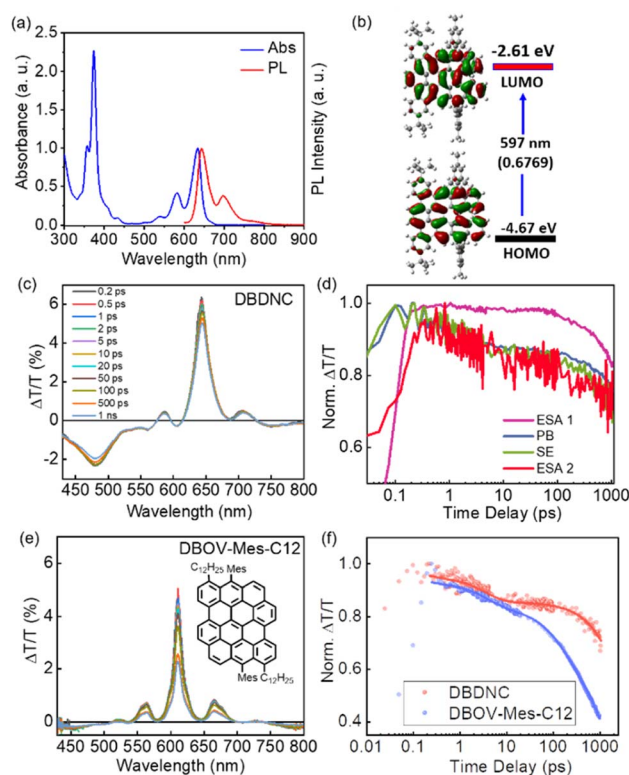 (a)
Abs
PL
Absorbance (a. u.)
PL Intensity (a. u.)
2.5
2.0
1.5
1.0
0.5
0.0
300 400 500 600 700 800 900
Wavelength (nm)
(b)
-2.61 eV
LUMO
597 nm
(0.6769)
-4.67 eV
HOMO
(c)
DBDNC
0.2 ps
0.5 ps
1 ps
2 ps
5 ps
10 ps
20 ps
50 ps
100 ps
500 ps
1 ns
ΔT/T (%)
6
4
2
0
-2
450 500 550 600 650 700 750 800
Wavelength (nm)
(d)
Norm. ΔT/T
1.0
0.8
0.6
ESA 1
PB
SE
ESA 2
0.1 1 10 100 1000
Time Delay (ps)
(e)
DBOV-Mes-C12
C12H25 Mes
Mes C12H25
ΔT/T (%)
6
5
4
3
2
1
0
450 500 550 600 650 700 750 800
Wavelength (nm)
(f)
Norm. ΔT/T
1.0
0.8
0.6
0.4
DBDNC
DBOV-Mes-C12
0.01 0.1 1 10 100 1000
Time Delay (ps)